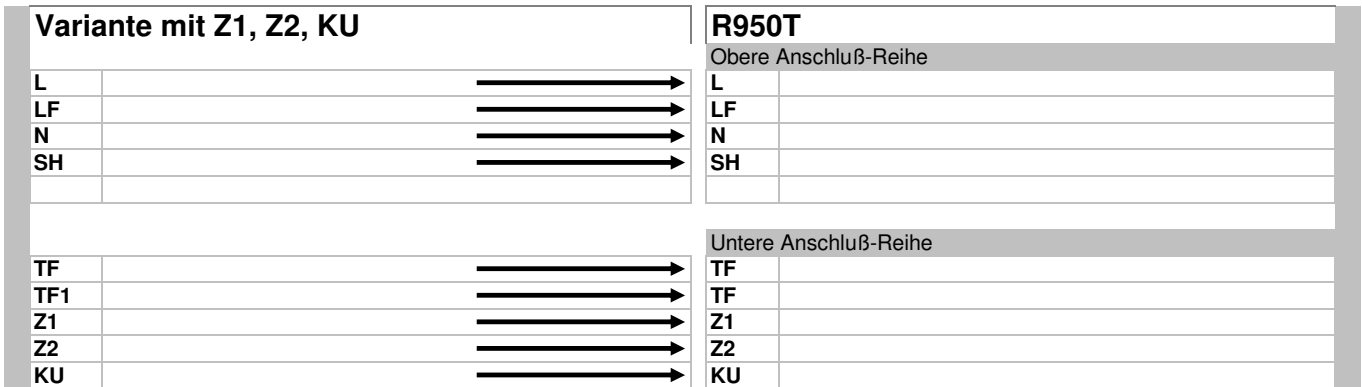 Variante mit Z1, Z2, KU R950T
Obere Anschluß-Reihe
L L
LF LF
N N
SH SH
Untere Anschluß-Reihe
TF TF
TF1 TF
Z1 Z1
Z2 Z2
KU KU